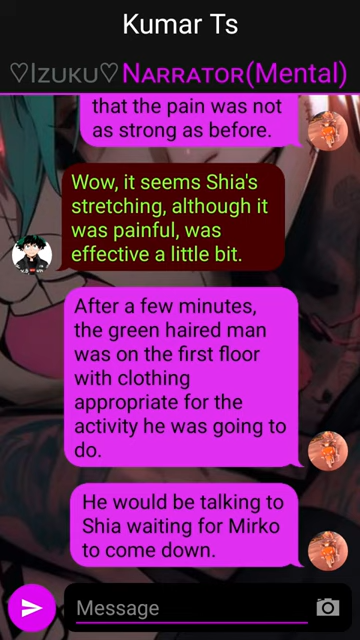 Kumar Ts
♡Izuku♡ Narrator(Mental)
that the pain was not
as strong as before.
Wow, it seems Shia's
stretching, although it
was painful, was
effective a little bit.
After a few minutes,
the green haired man
was on the first floor
with clothing
appropriate for the
activity he was going to
do.
He would be talking to
Shia waiting for Mirko
to come down.
Message